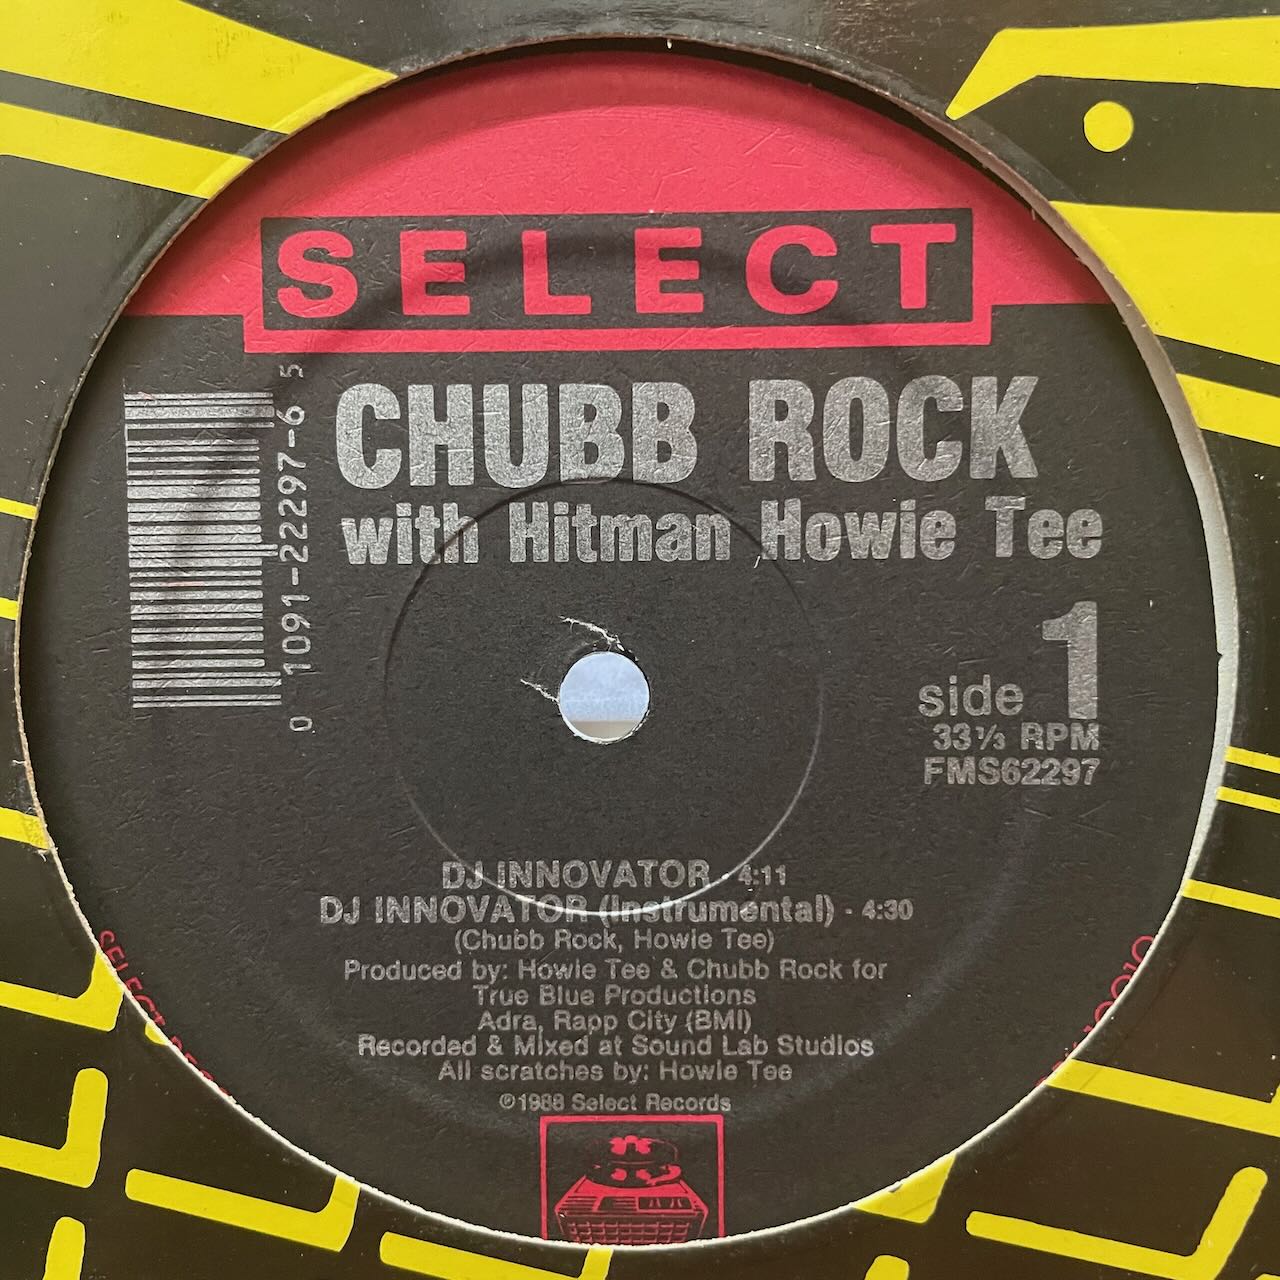 SELECT
CHUBB ROCK
with Hitman Howie Tee
0 1091-22297-6 5
side 1
33⅓ RPM
FMS62297
DJ INNOVATOR - 4:11
DJ INNOVATOR (Instrumental) - 4:30
(Chubb Rock, Howie Tee)
Produced by: Howie Tee & Chubb Rock for
True Blue Productions
Adra, Rapp City (BMI)
Recorded & Mixed at Sound Lab Studios
All scratches by: Howie Tee
℗1988 Select Records
SELECT